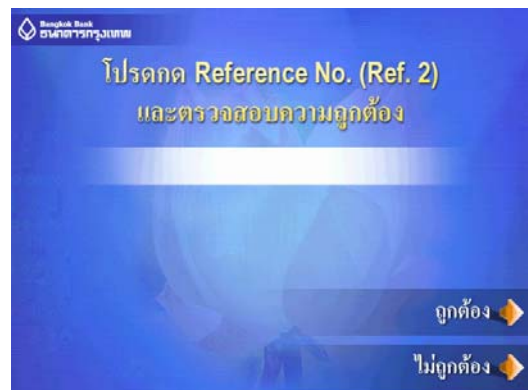 Bangkok Bank
ธนาคารกรุงเทพ
โปรดกด Reference No. (Ref. 2)
และตรวจสอบความถูกต้อง
ถูกต้อง
ไม่ถูกต้อง